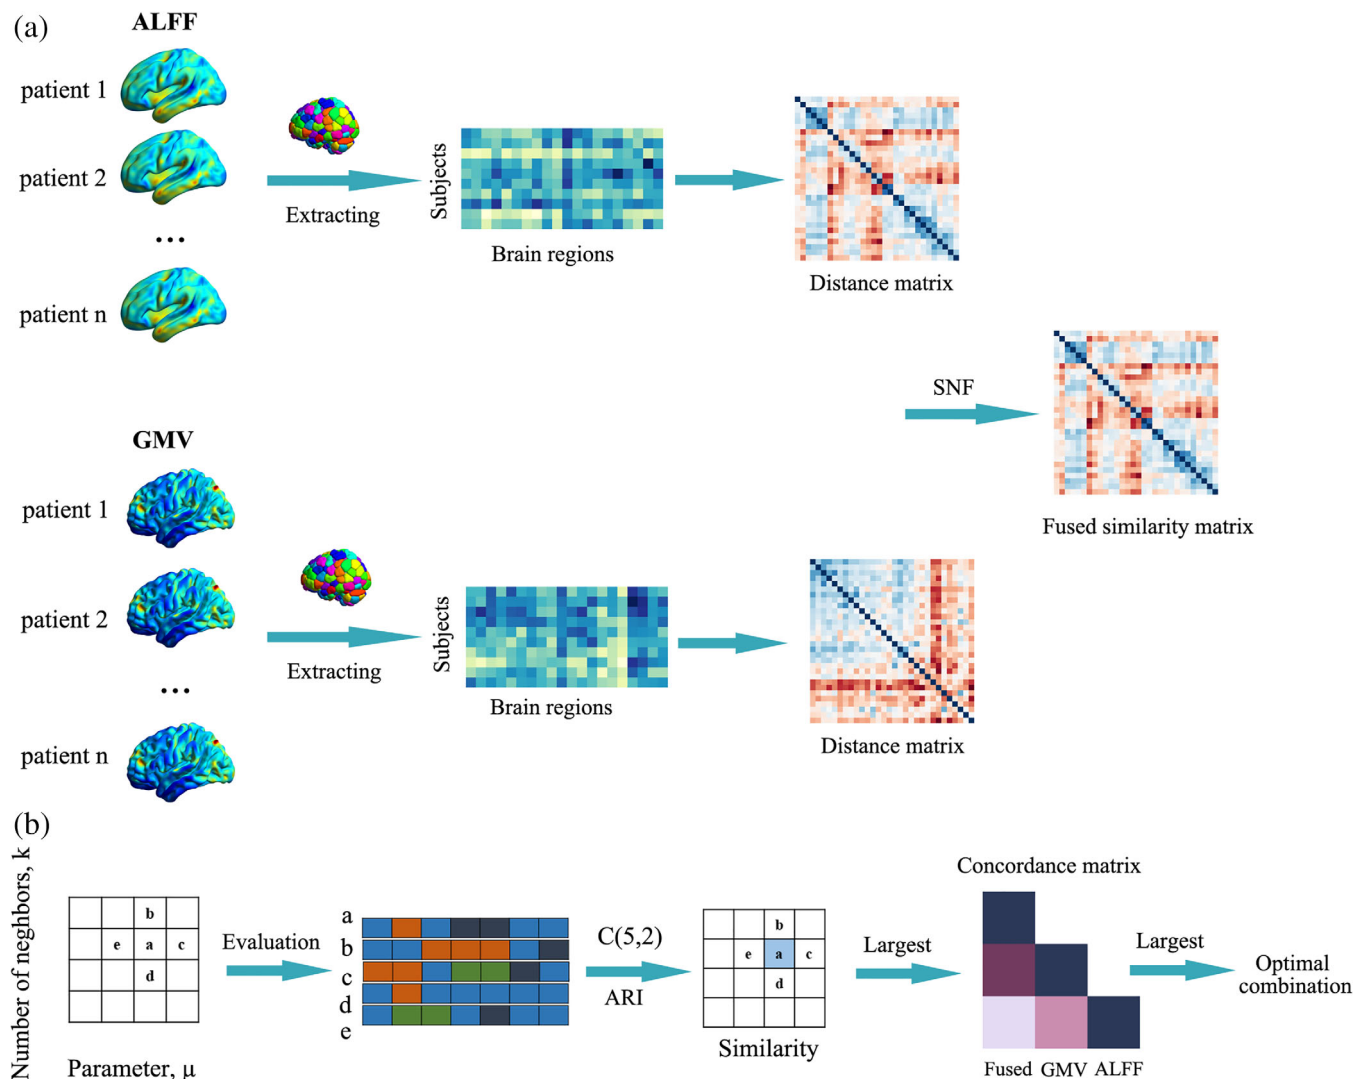 (a)
ALFF
patient 1
patient 2
...
patient n
Extracting
Subjects
Brain regions
Distance matrix
SNF
Fused similarity matrix
GMV
patient 1
patient 2
...
patient n
Extracting
Subjects
Brain regions
Distance matrix
(b)
Number of neghbors, k
b
e a c
d
Parameter, μ
Evaluation
a
b
c
d
e
C(5,2)
ARI
b
e a c
d
Similarity
Largest
Concordance matrix
Fused GMV ALFF
Largest
Optimal
combination